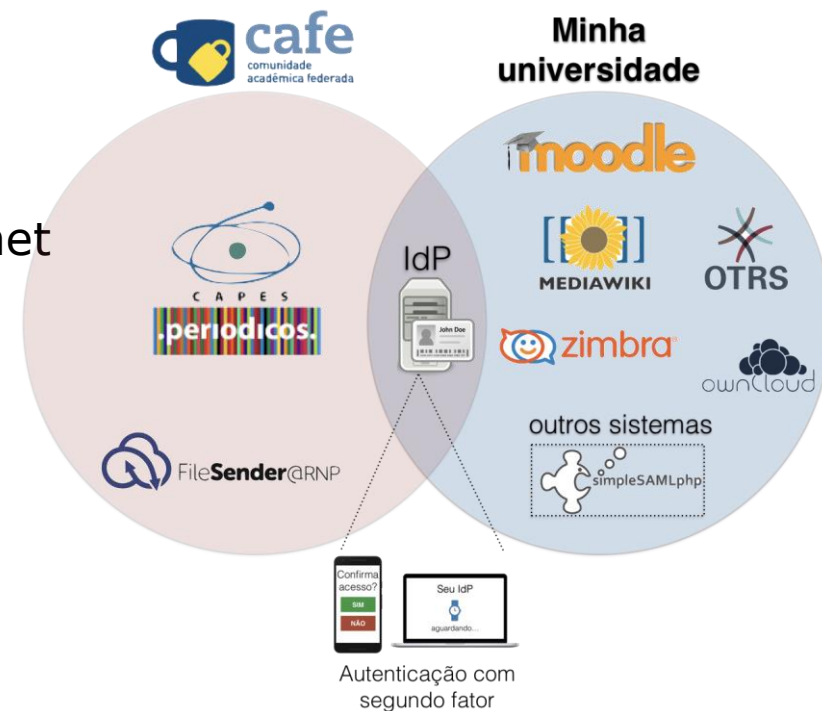 cafe
comunidade
acadêmica federada
Minha
universidade
moodle
net
IdP
[[ ]]
MEDIAWIKI
OTRS
CAPES
.periodicos.
John Doe
zimbra
ownCloud
outros sistemas
simpleSAMLphp
FileSender@RNP
Confirma
acesso?
SIM
NÃO
Seu IdP
aguardando...
Autenticação com
segundo fator